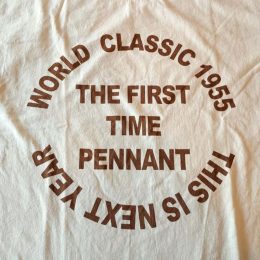 WORLD CLASSIC 1955
THE FIRST
TIME
PENNANT
THIS IS NEXT YEAR